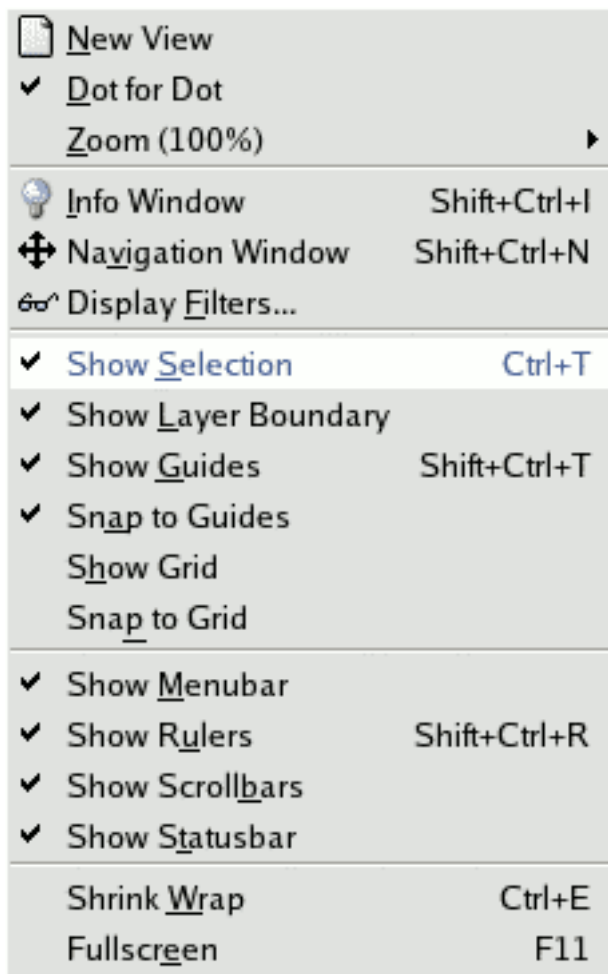 New View
Dot for Dot
Zoom (100%)
Info Window Shift+Ctrl+I
Navigation Window Shift+Ctrl+N
Display Filters...
Show Selection Ctrl+T
Show Layer Boundary
Show Guides Shift+Ctrl+T
Snap to Guides
Show Grid
Snap to Grid
Show Menubar
Show Rulers Shift+Ctrl+R
Show Scrollbars
Show Statusbar
Shrink Wrap Ctrl+E
Fullscreen F11